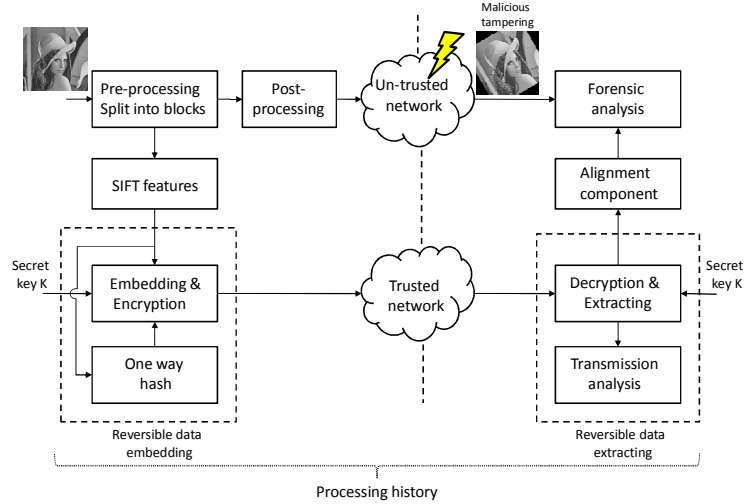 Malicious
tampering
Pre-processing
Split into blocks
Post-
processing
Un-trusted
network
Forensic
analysis
SIFT features
Alignment
component
Secret
key K
Embedding &
Encryption
Trusted
network
Decryption &
Extracting
Secret
key K
One way
hash
Transmission
analysis
Reversible data
embedding
Reversible data
extracting
Processing history